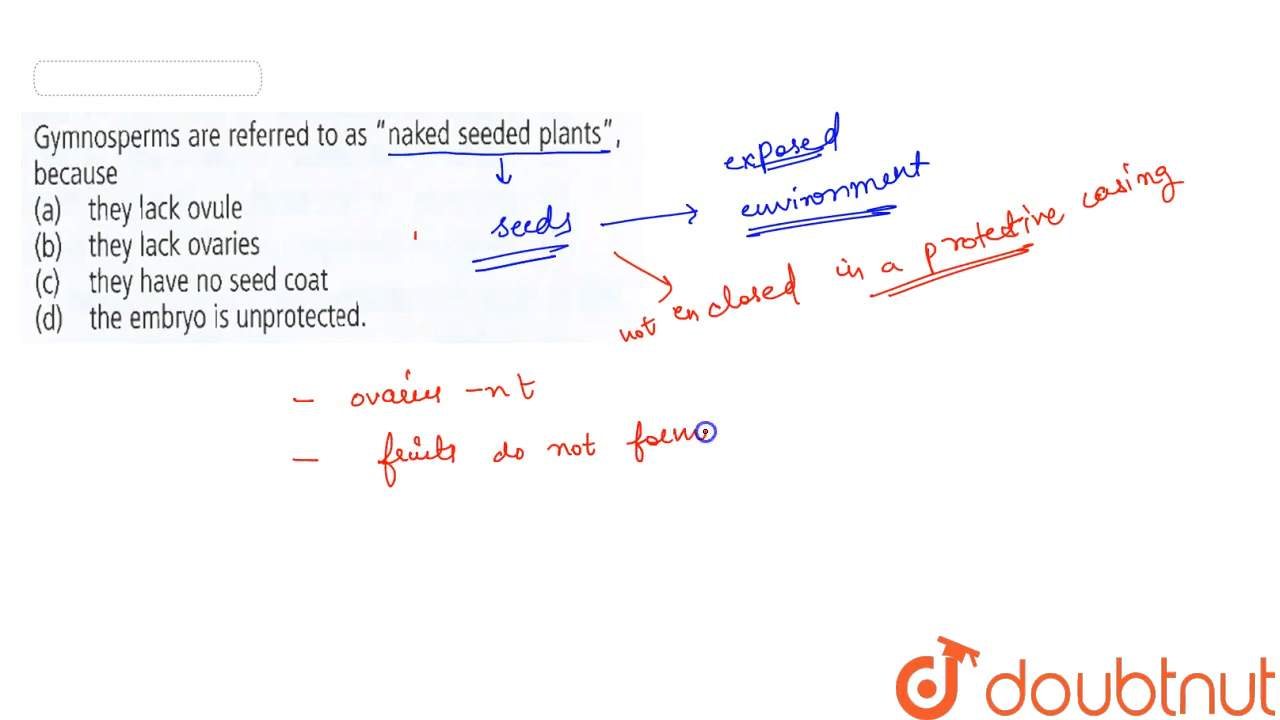 Gymnosperms are referred to as "naked seeded plants",
because
(a) they lack ovule
(b) they lack ovaries
(c) they have no seed coat
(d) the embryo is unprotected.
seeds
exposed
environment
not enclosed in a protective casing
- ovaries -nt
- fruits do not form
doubtnut